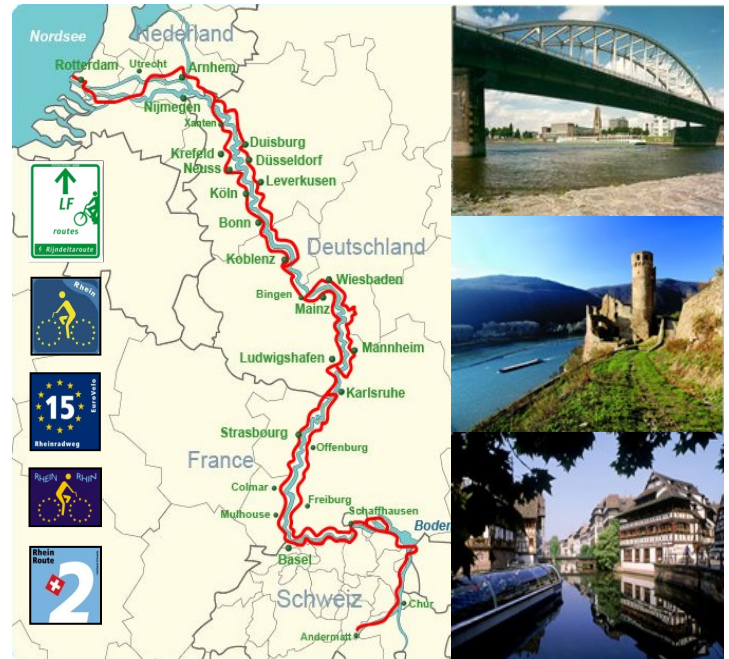 Nordsee
Nederland
Rotterdam
Utrecht
Arnhem
Nijmegen
Xanten
Duisburg
Krefeld
Düsseldorf
Neuss
Leverkusen
Köln
Bonn
Deutschland
Koblenz
Wiesbaden
Bingen
Mainz
Mannheim
Ludwigshafen
Karlsruhe
Strasbourg
Offenburg
France
Colmar
Freiburg
Mulhouse
Schaffhausen
Boden
Basel
Schweiz
Chur
Andermatt
LF
routes
Rijndeltaroute
Rhein
15
EuroVelo
Rheinradweg
RHEIN RHIN
Rhein
Route
2